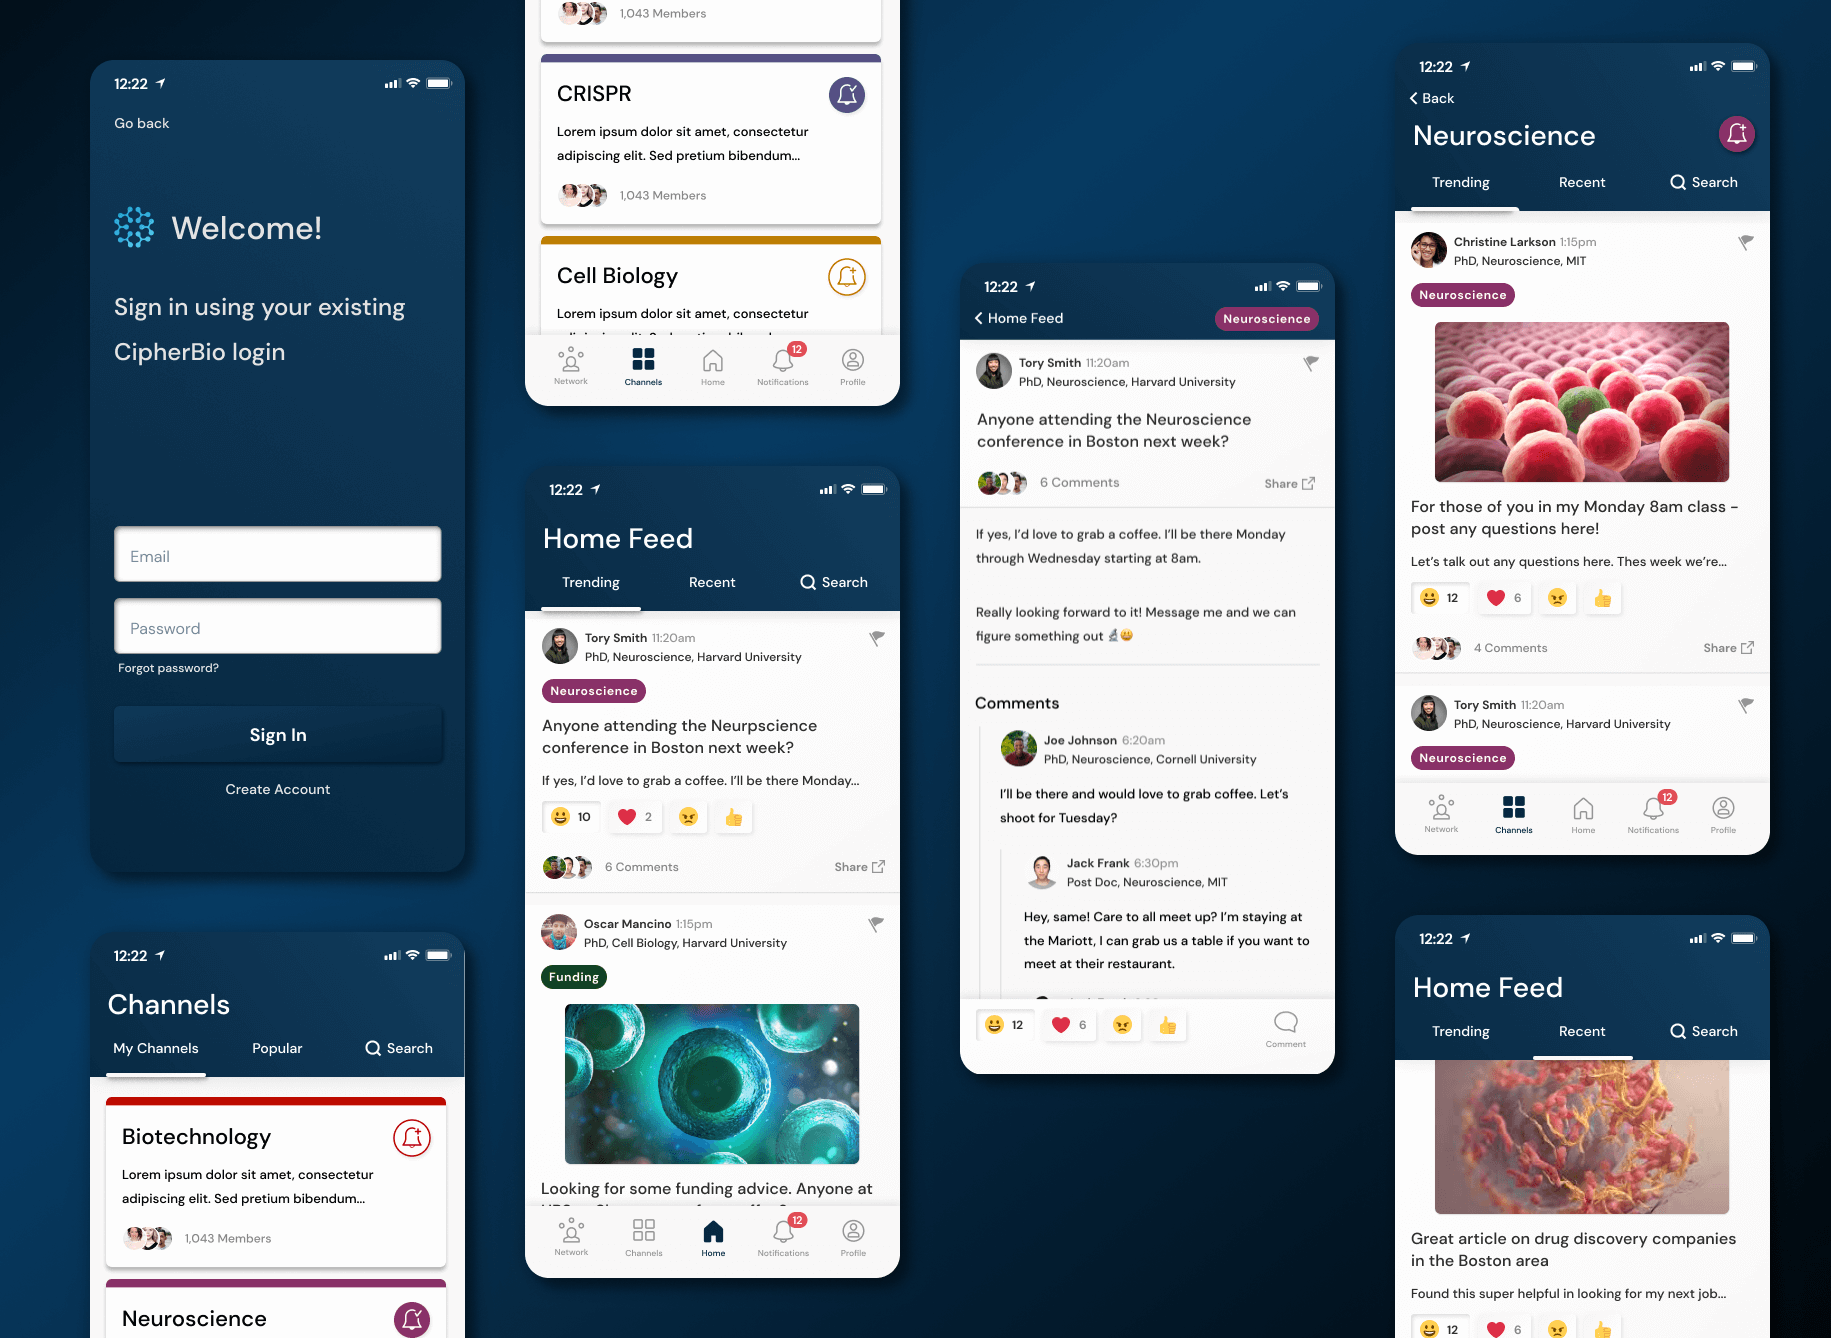 12:22
Go back
Welcome!
Sign in using your existing
CipherBio login
Email
Password
Forgot password?
Sign In
Create Account
12:22
Channels
My Channels
Popular
Search
Biotechnology
Lorem ipsum dolor sit amet, consectetur
adipiscing elit. Sed pretium bibendum...
1,043 Members
Neuroscience
1,043 Members
CRISPR
Lorem ipsum dolor sit amet, consectetur
adipiscing elit. Sed pretium bibendum...
1,043 Members
Cell Biology
Lorem ipsum dolor sit amet, consectetur
12
Network
Channels
Home
Notifications
Profile
12:22
Home Feed
Trending
Recent
Search
Tory Smith 11:20am
PhD, Neuroscience, Harvard University
Neuroscience
Anyone attending the Neurpscience
conference in Boston next week?
If yes, I'd love to grab a coffee. I'll be there Monday...
10
2
6 Comments
Share
Oscar Mancino 1:15pm
PhD, Cell Biology, Harvard University
Funding
Looking for some funding advice. Anyone at
12
Network
Channels
Home
Notifications
Profile
12:22
Home Feed
Neuroscience
Tory Smith 11:20am
PhD, Neuroscience, Harvard University
Anyone attending the Neuroscience
conference in Boston next week?
6 Comments
Share
If yes, I'd love to grab a coffee. I'll be there Monday
through Wednesday starting at 8am.
Really looking forward to it! Message me and we can
figure something out 🔬😃
Comments
Joe Johnson 6:20am
PhD, Neuroscience, Cornell University
I'll be there and would love to grab coffee. Let's
shoot for Tuesday?
Jack Frank 6:30pm
Post Doc, Neuroscience, MIT
Hey, same! Care to all meet up? I'm staying at
the Mariott, I can grab us a table if you want to
meet at their restaurant.
12
6
Comment
12:22
Back
Neuroscience
Trending
Recent
Search
Christine Larkson 1:15pm
PhD, Neuroscience, MIT
Neuroscience
For those of you in my Monday 8am class -
post any questions here!
Let's talk out any questions here. Thes week we're...
12
6
4 Comments
Share
Tory Smith 11:20am
PhD, Neuroscience, Harvard University
Neuroscience
12
Network
Channels
Home
Notifications
Profile
12:22
Home Feed
Trending
Recent
Search
Great article on drug discovery companies
in the Boston area
Found this super helpful in looking for my next job...
12
6